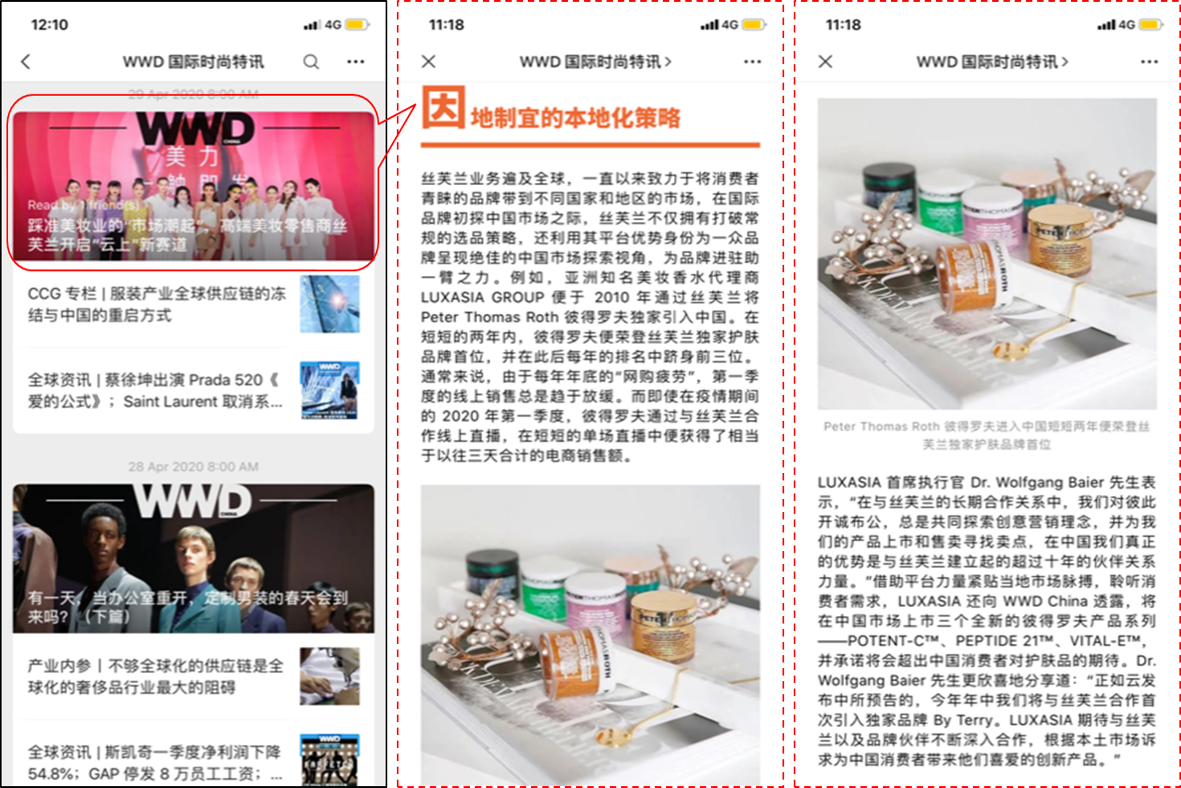 12:10
4G
WWD 国际时尚特讯
29 Apr 2020 8:00 AM
WWD
CHINA
美力
Read by 1 friend(s)
踩准美妆业的“市场潮起”，高端美妆零售商丝
芙兰开启“云上”新赛道
CCG 专栏 | 服装产业全球供应链的冻
结与中国的重启方式
全球资讯 | 蔡徐坤出演 Prada 520《
爱的公式》；Saint Laurent 取消系...
WWD
28 Apr 2020 8:00 AM
WWD
CHINA
有一天，当办公室重开，定制男装的春天会到
来吗？（下篇）
产业内参 | 不够全球化的供应链是全
球化的奢侈品行业最大的阻碍
全球资讯 | 斯凯奇一季度净利润下降
54.8%；GAP 停发 8 万员工工资；...
WWD
11:18
4G
WWD 国际时尚特讯
因地制宜的本地化策略
丝芙兰业务遍及全球，一直以来致力于将消费者
青睐的品牌带到不同国家和地区的市场，在国际
品牌初探中国市场之际，丝芙兰不仅拥有打破常
规的选品策略，还利用其平台优势身份为一众品
牌呈现绝佳的中国市场探索视角，为品牌进驻助
一臂之力。例如，亚洲知名美妆香水代理商
LUXASIA GROUP 便于 2010 年通过丝芙兰将
Peter Thomas Roth 彼得罗夫独家引入中国。在
短短的两年内，彼得罗夫便荣登丝芙兰独家护肤
品牌首位，并在此后每年的排名中跻身前三位。
通常来说，由于每年年底的“网购疲劳”，第一季
度的线上销售总是趋于放缓。而即使在疫情期间
的 2020 年第一季度，彼得罗夫通过与丝芙兰合
作线上直播，在短短的单场直播中便获得了相当
于以往三天合计的电商销售额。
11:18
4G
WWD 国际时尚特讯
Peter Thomas Roth 彼得罗夫进入中国短短两年便荣登丝
芙兰独家护肤品牌首位
LUXASIA 首席执行官 Dr. Wolfgang Baier 先生表
示，“在与丝芙兰的长期合作关系中，我们对彼此
开诚布公，总是共同探索创意营销理念，并为我
们的产品上市和售卖寻找卖点，在中国我们真正
的优势是与丝芙兰建立起的超过十年的伙伴关系
力量。”借助平台力量紧贴当地市场脉搏，聆听消
费者需求，LUXASIA 还向 WWD China 透露，将
在中国市场上市三个全新的彼得罗夫产品系列
——POTENT-C™、PEPTIDE 21™、VITAL-E™，
并承诺将会超出中国消费者对护肤品的期待。Dr.
Wolfgang Baier 先生更欣喜地分享道：“正如云发
布中所预告的，今年年中我们将与丝芙兰合作首
次引入独家品牌 By Terry。LUXASIA 期待与丝芙
兰以及品牌伙伴不断深入合作，根据本土市场诉
求为中国消费者带来他们喜爱的创新产品。”